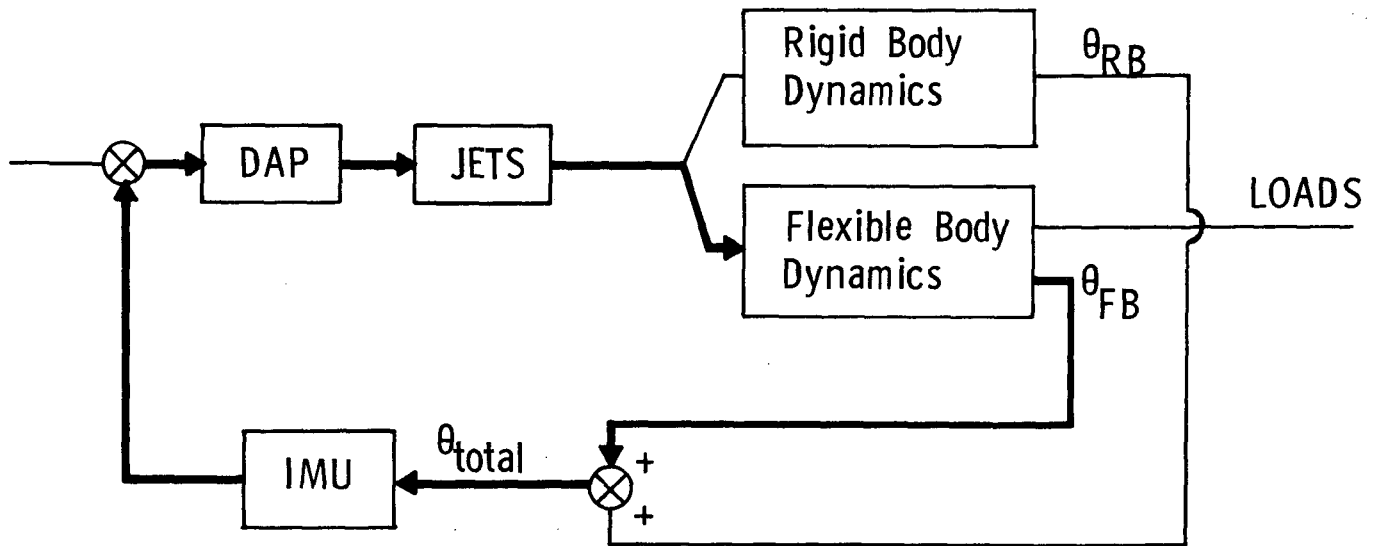 Rigid Body
Dynamics
θRB
DAP
JETS
LOADS
Flexible Body
Dynamics
θFB
IMU
θtotal
+
+